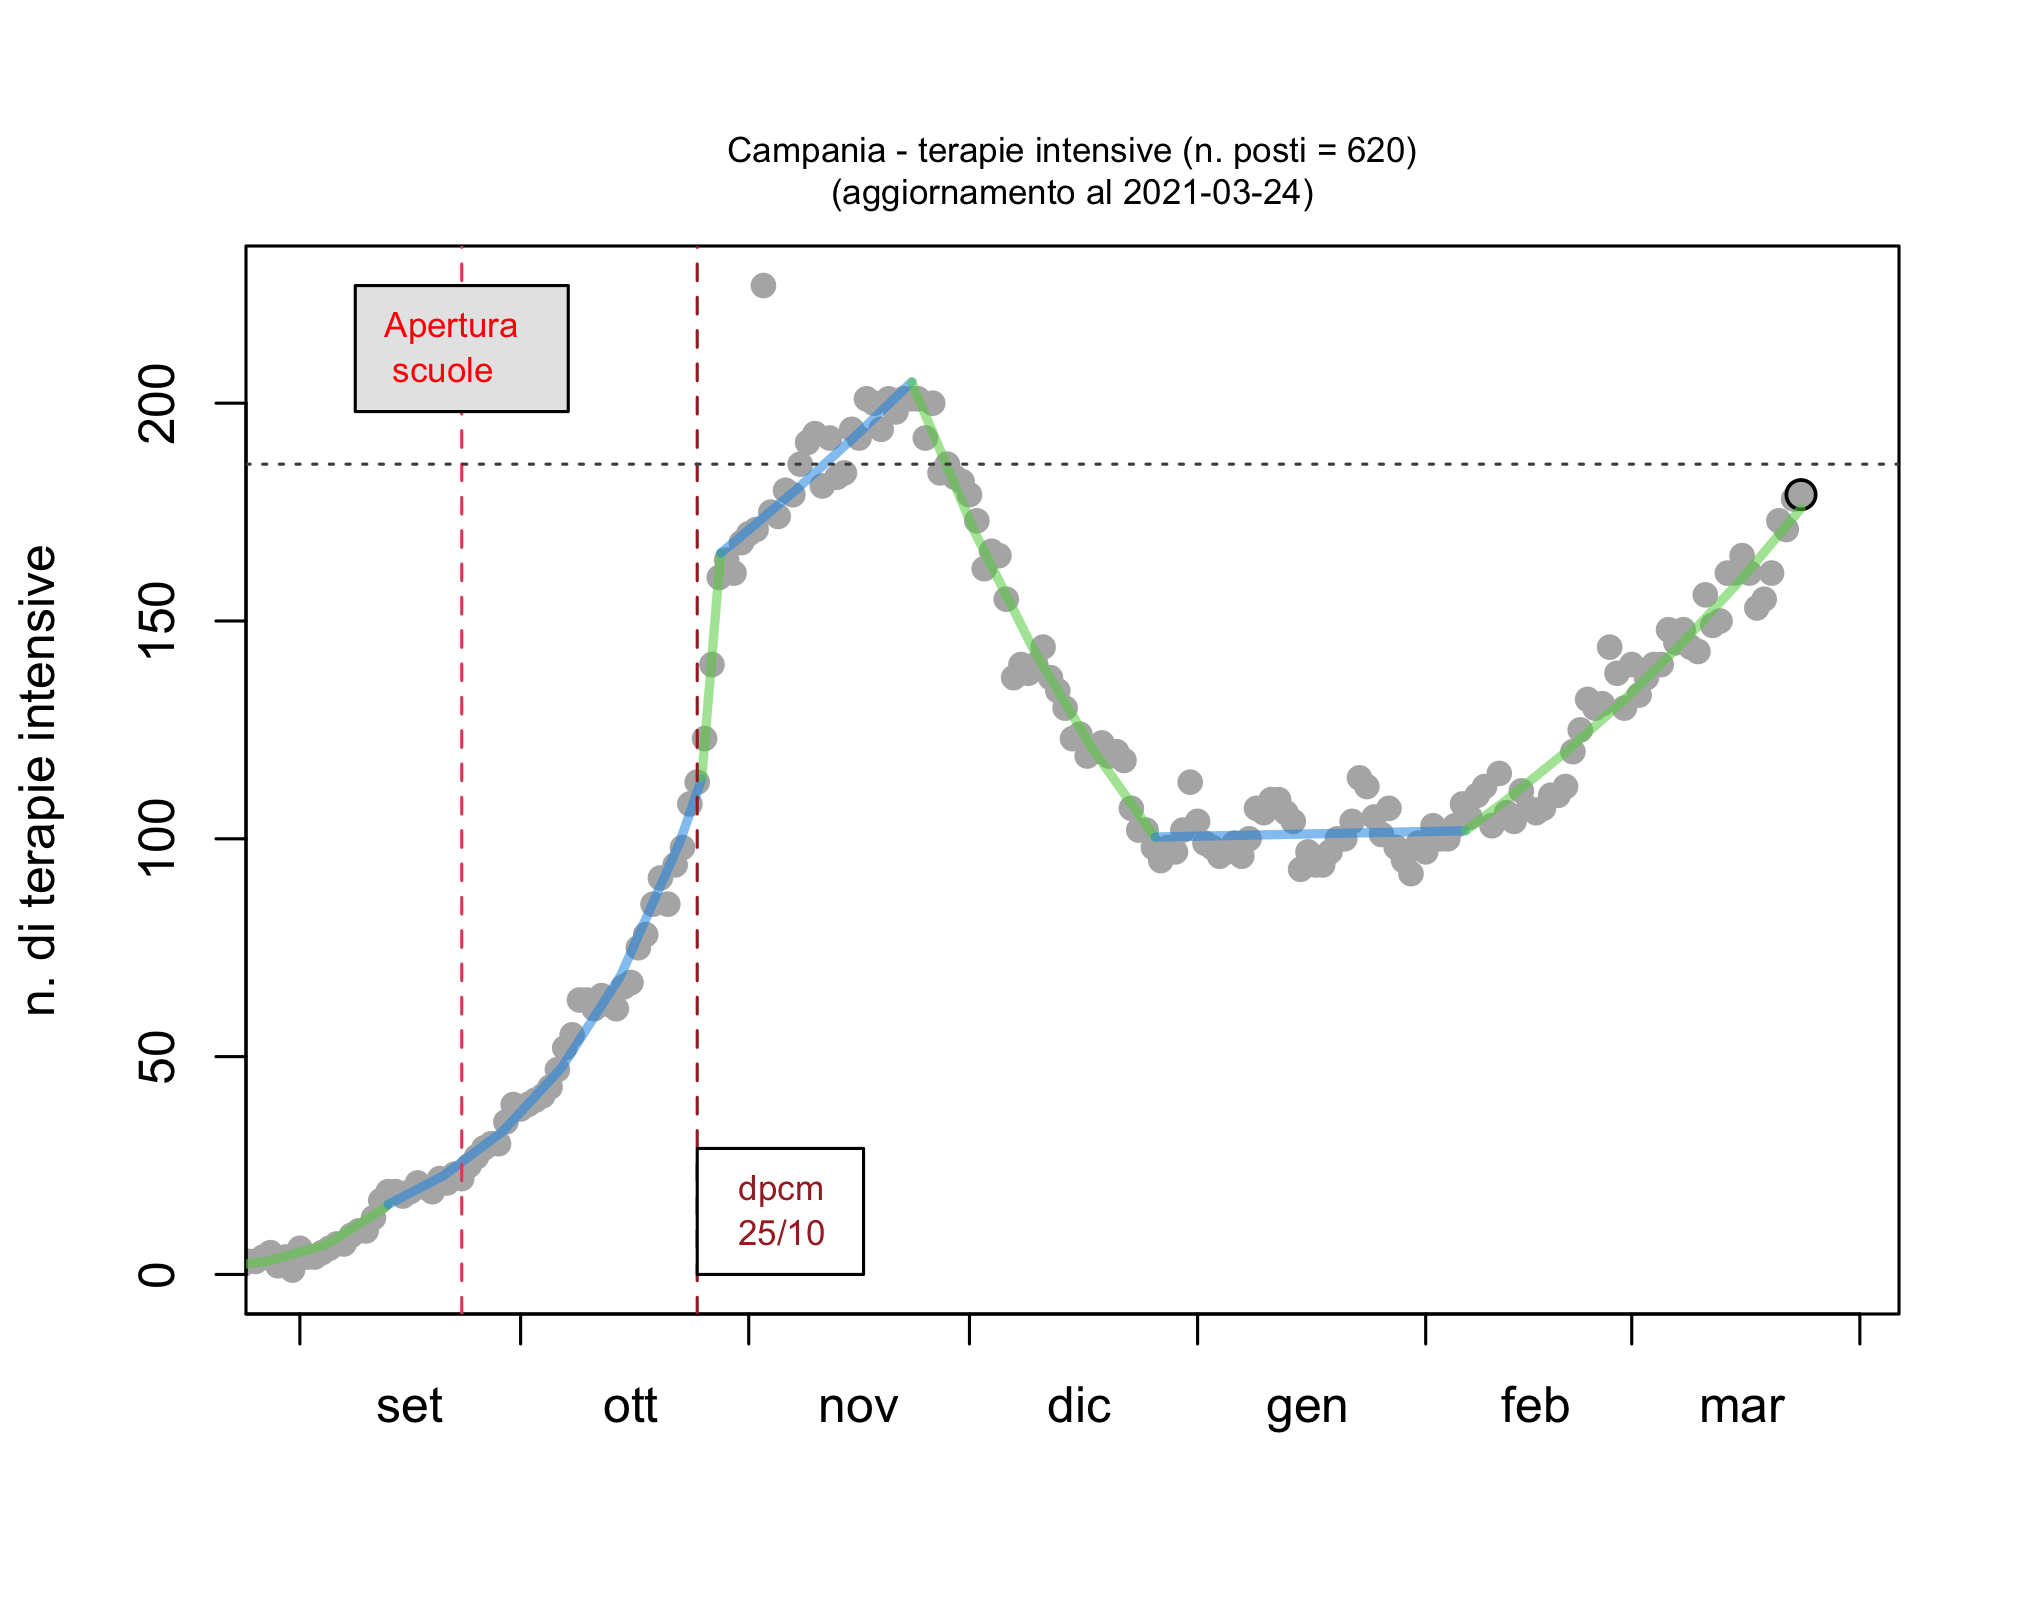 Campania - terapie intensive (n. posti = 620)
(aggiornamento al 2021-03-24)
Apertura
scuole
n. di terapie intensive
200
150
100
50
0
dpcm
25/10
set ott nov dic gen feb mar